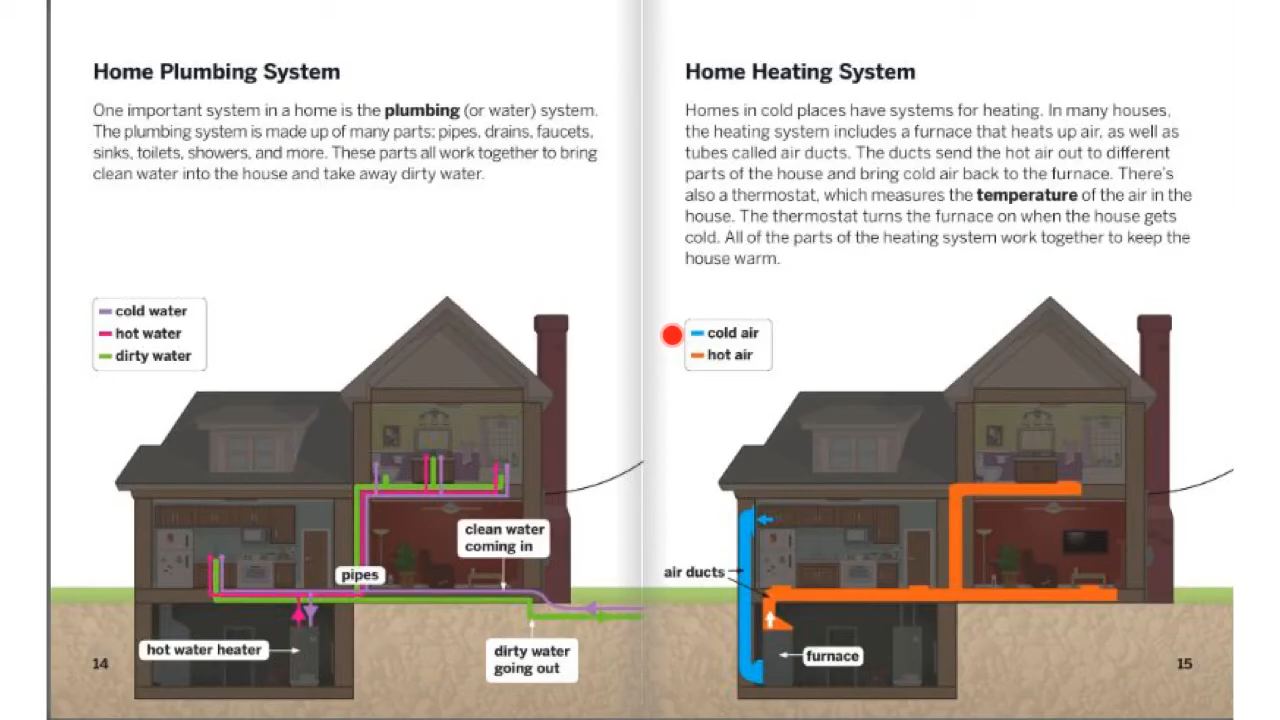 Home Plumbing System
One important system in a home is the plumbing (or water) system.
The plumbing system is made up of many parts: pipes, drains, faucets,
sinks, toilets, showers, and more. These parts all work together to bring
clean water into the house and take away dirty water.
cold water
hot water
dirty water
clean water
coming in
pipes
hot water heater
dirty water
going out
14
Home Heating System
Homes in cold places have systems for heating. In many houses,
the heating system includes a furnace that heats up air, as well as
tubes called air ducts. The ducts send the hot air out to different
parts of the house and bring cold air back to the furnace. There's
also a thermostat, which measures the temperature of the air in the
house. The thermostat turns the furnace on when the house gets
cold. All of the parts of the heating system work together to keep the
house warm.
cold air
hot air
air ducts
furnace
15